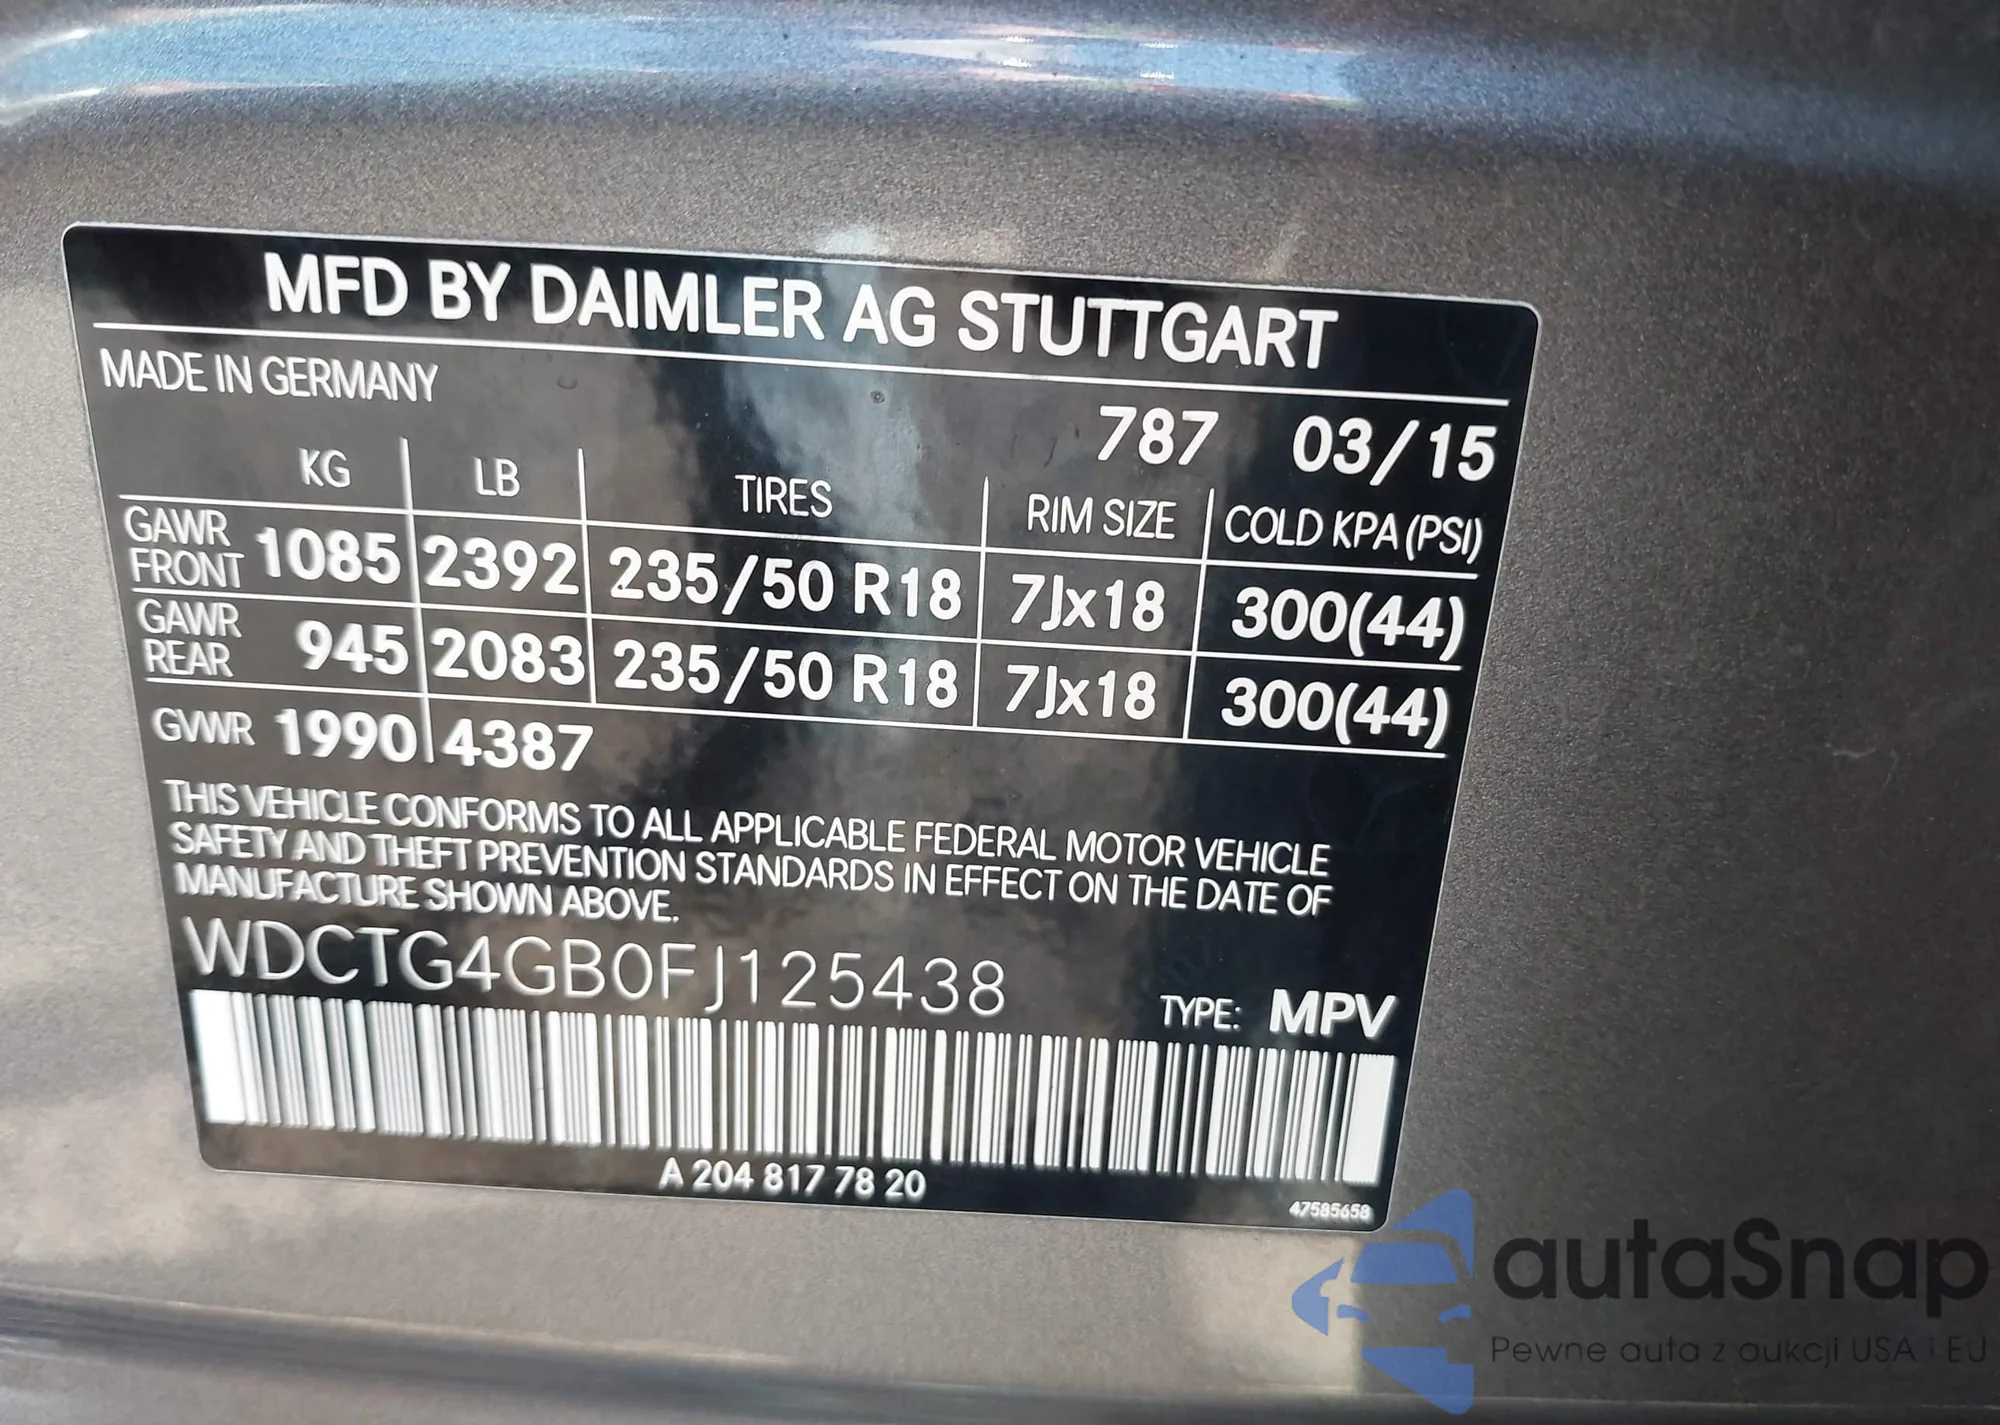 MFD BY DAIMLER AG STUTTGART
MADE IN GERMANY
787 03/15
KG LB TIRES RIM SIZE COLD KPA (PSI)
GAWR FRONT 1085 2392 235/50 R18 7Jx18 300(44)
GAWR REAR 945 2083 235/50 R18 7Jx18 300(44)
GVWR 1990 4387
THIS VEHICLE CONFORMS TO ALL APPLICABLE FEDERAL MOTOR VEHICLE
SAFETY AND THEFT PREVENTION STANDARDS IN EFFECT ON THE DATE OF
MANUFACTURE SHOWN ABOVE.
WDCTG4GB0FJ125438
TYPE: MPV
A 204 817 78 20
47585658
autaSnap
Pewne auta z aukcji USA i EU